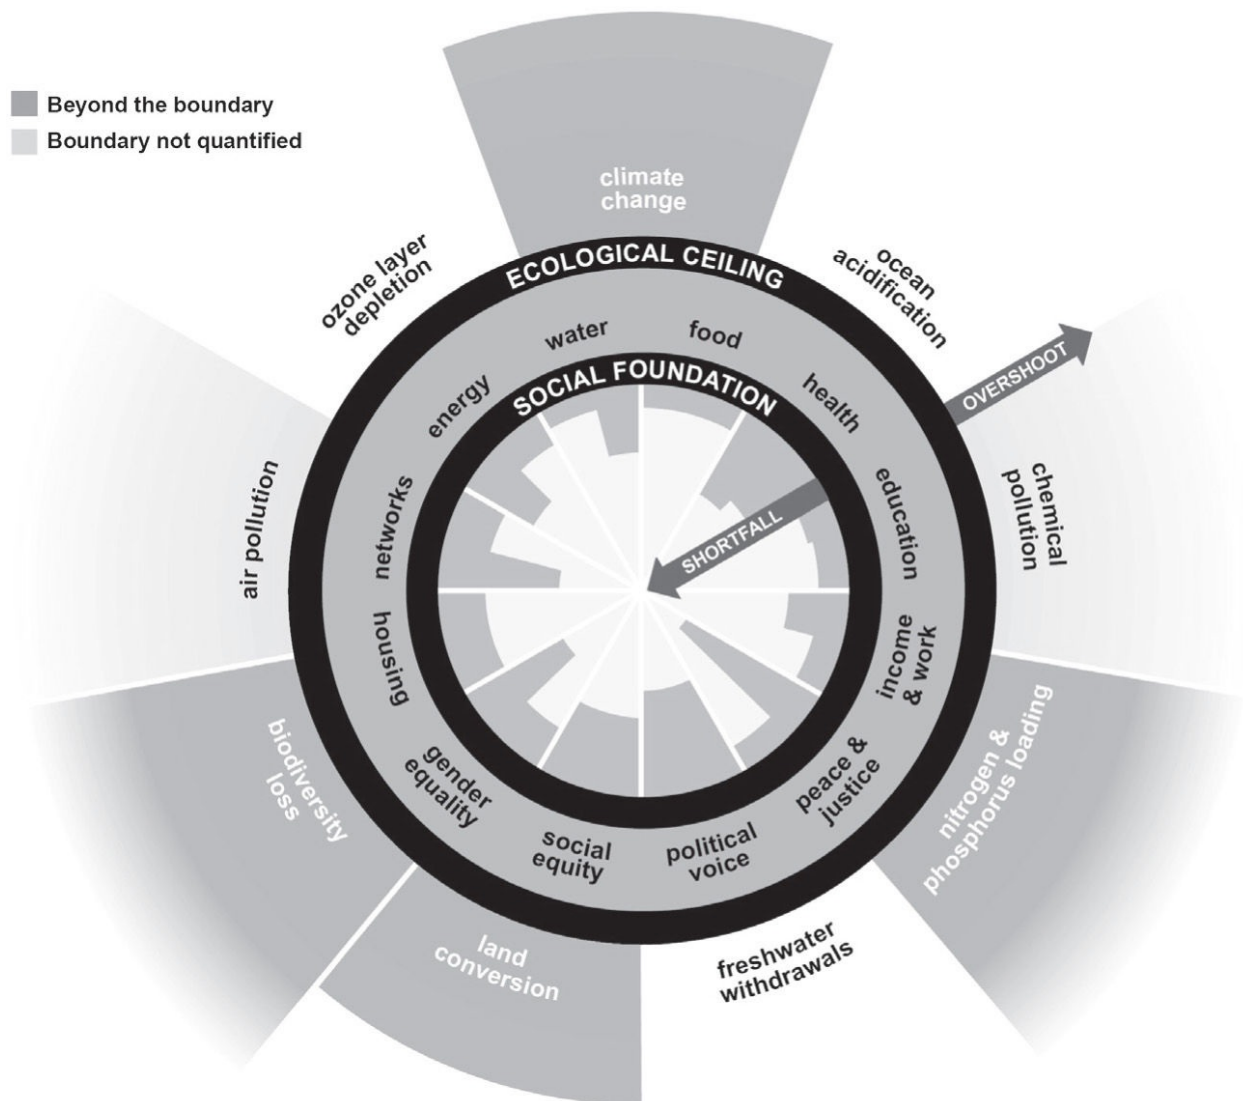 Beyond the boundary
Boundary not quantified
climate
change
ozone layer
depletion
ocean
acidification
ECOLOGICAL CEILING
OVERSHOOT
water
food
SOCIAL FOUNDATION
energy
health
networks
education
SHORTFALL
air pollution
chemical
pollution
housing
income
& work
biodiversity
loss
gender
equality
peace &
justice
nitrogen &
phosphorus loading
social
equity
political
voice
land
conversion
freshwater
withdrawals